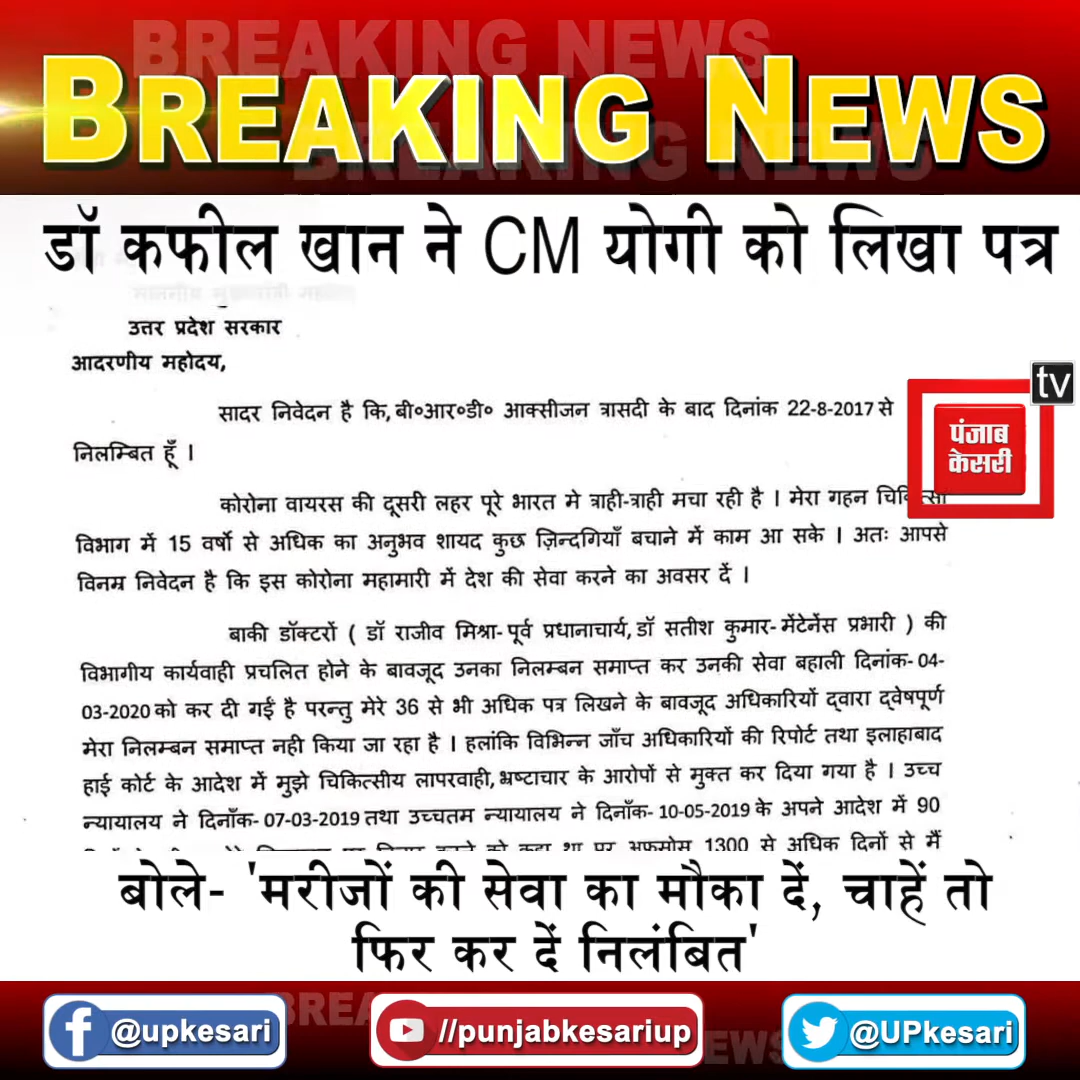 BREAKING NEWS
डॉ कफील खान ने CM योगी को लिखा पत्र
उत्तर प्रदेश सरकार
आदरणीय महोदय,
सादर निवेदन है कि, बी०आर०डी० आक्सीजन त्रासदी के बाद दिनांक 22-8-2017 से
निलम्बित हूँ ।
tv
पंजाब
केसरी
कोरोना वायरस की दूसरी लहर पूरे भारत मे त्राही-त्राही मचा रही है । मेरा गहन चिकित्सा
विभाग में 15 वर्षो से अधिक का अनुभव शायद कुछ ज़िन्दगियाँ बचाने में काम आ सके । अतः आपसे
विनम्र निवेदन है कि इस कोरोना महामारी में देश की सेवा करने का अवसर दें ।
बाकी डॉक्टरों ( डॉ राजीव मिश्रा- पूर्व प्रधानाचार्य, डॉ सतीश कुमार- मेंटेनेंस प्रभारी ) की
विभागीय कार्यवाही प्रचलित होने के बावजूद उनका निलम्बन समाप्त कर उनकी सेवा बहाली दिनांक- 04-
03-2020 को कर दी गई है परन्तु मेरे 36 से भी अधिक पत्र लिखने के बावजूद अधिकारियों द्वारा द्वेषपूर्ण
मेरा निलम्बन समाप्त नही किया जा रहा है । हलांकि विभिन्न जाँच अधिकारियों की रिपोर्ट तथा इलाहाबाद
हाई कोर्ट के आदेश में मुझे चिकित्सीय लापरवाही, भ्रष्टाचार के आरोपों से मुक्त कर दिया गया है । उच्च
न्यायालय ने दिनाँक- 07-03-2019 तथा उच्चतम न्यायालय ने दिनाँक- 10-05-2019 के अपने आदेश में 90
को कहा था पर अफसोस 1300 से अधिक दिनों से मैं
बोले- 'मरीजों की सेवा का मौका दें, चाहें तो
फिर कर दें निलंबित'
@upkesari
//punjabkesariup
@UPkesari